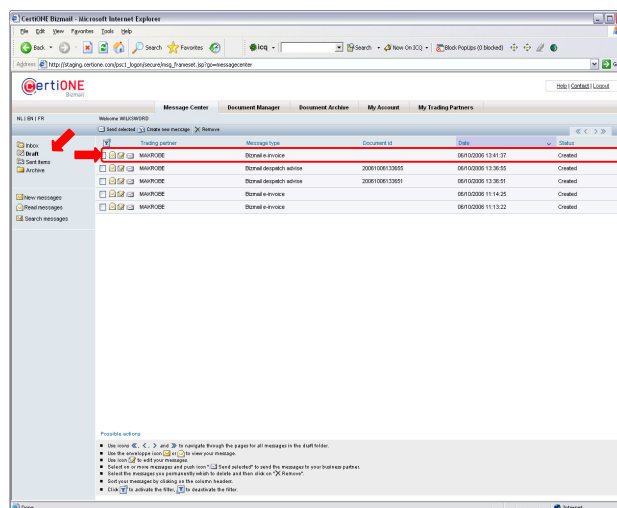 CertiONE Bizmail - Microsoft Internet Explorer
File Edit View Favorites Tools Help
Back Search Favorites icq Search Now On ICQ Block PopUps (0 blocked)
Address http://staging.certione.com/psc1_logon/secure/msg_frameset.jsp?go=messagecenter
CertiONE
Bizmail
Help | Contact | Logout
Message Center Document Manager Document Archive My Account My Trading Partners
NL | EN | FR Welcome WILKSWORD
Send selected Create new message Remove
Trading partner Message type Document id Date Status
Inbox
Draft
Sent items
Archive
New messages
Read messages
Search messages
MAKROBE Bizmail e-invoice 06/10/2006 13:41:37 Created
MAKROBE Bizmail despatch advise 20061006133655 06/10/2006 13:36:55 Created
MAKROBE Bizmail despatch advise 20061006133651 06/10/2006 13:36:51 Created
MAKROBE Bizmail e-invoice 06/10/2006 11:14:25 Created
MAKROBE Bizmail e-invoice 06/10/2006 11:13:22 Created
Possible actions
Use icons « , < , > and » to navigate through the pages for all messages in the draft folder.
Use the enveloppe icon or to view your message.
Use icon to edit your messages.
Select on or more messages and push icon " Send selected" to send the messages to your business partner.
Select the messages you permanently which to delete and then click on "X Remove".
Sort your messages by clicking on the column headers.
Click to activate the filter, to deactivate the filter.
Done Internet